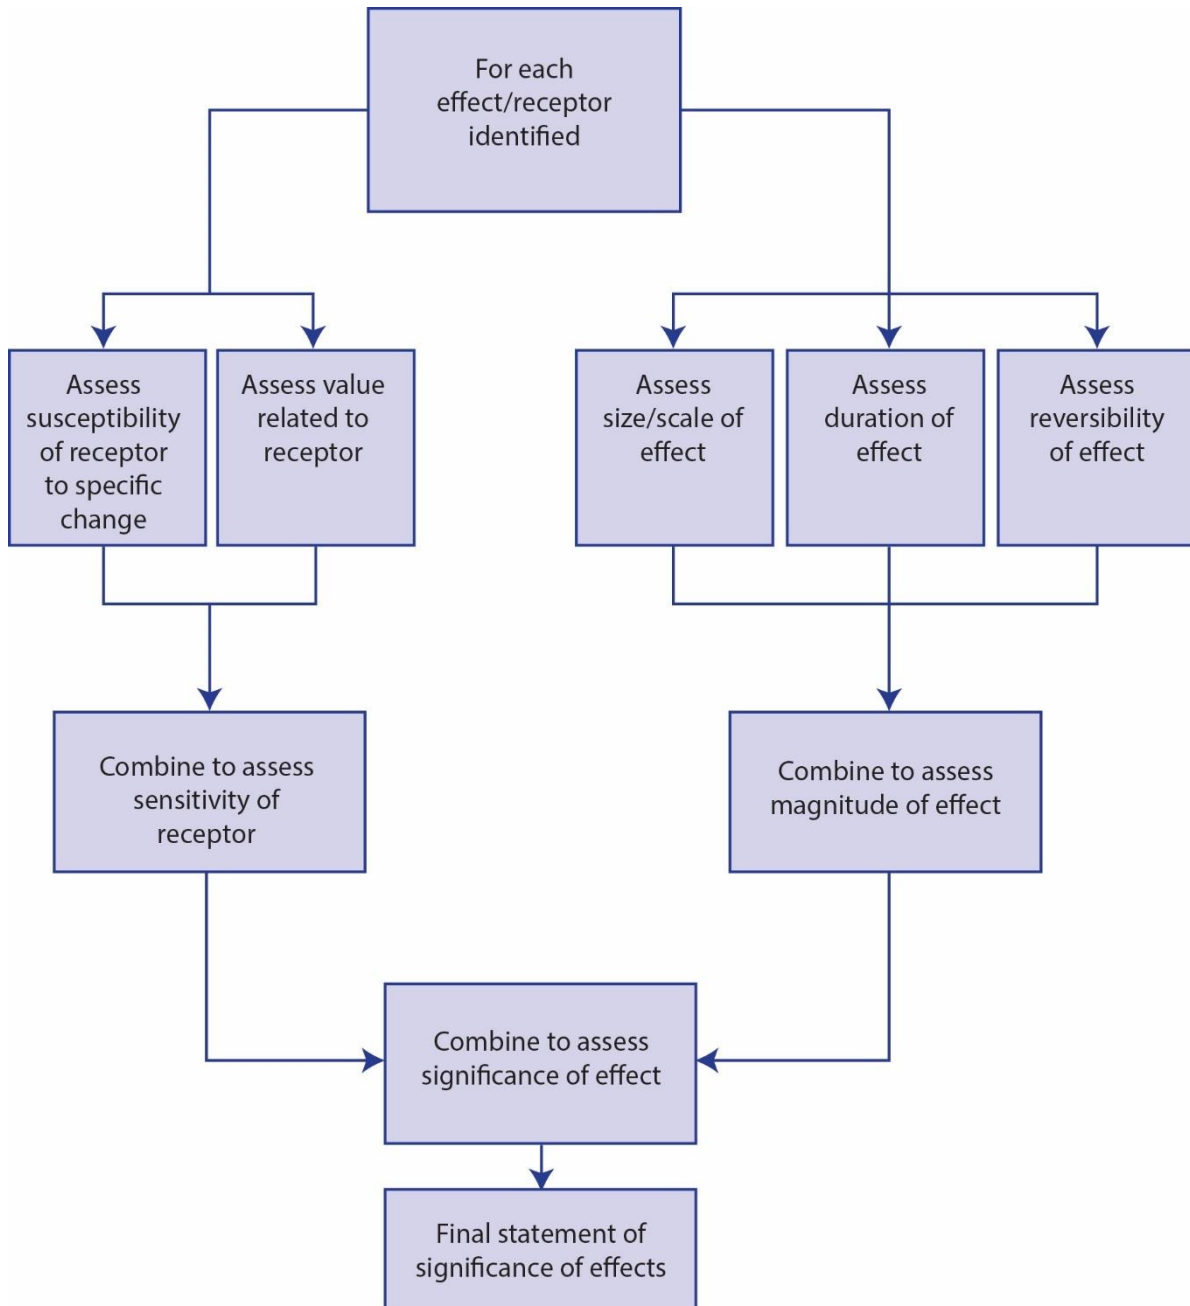 For each
effect/receptor
identified
Assess
susceptibility
of receptor
to specific
change
Assess value
related to
receptor
Assess
size/scale of
effect
Assess
duration of
effect
Assess
reversibility
of effect
Combine to assess
sensitivity of
receptor
Combine to assess
magnitude of effect
Combine to assess
significance of effect
Final statement of
significance of effects